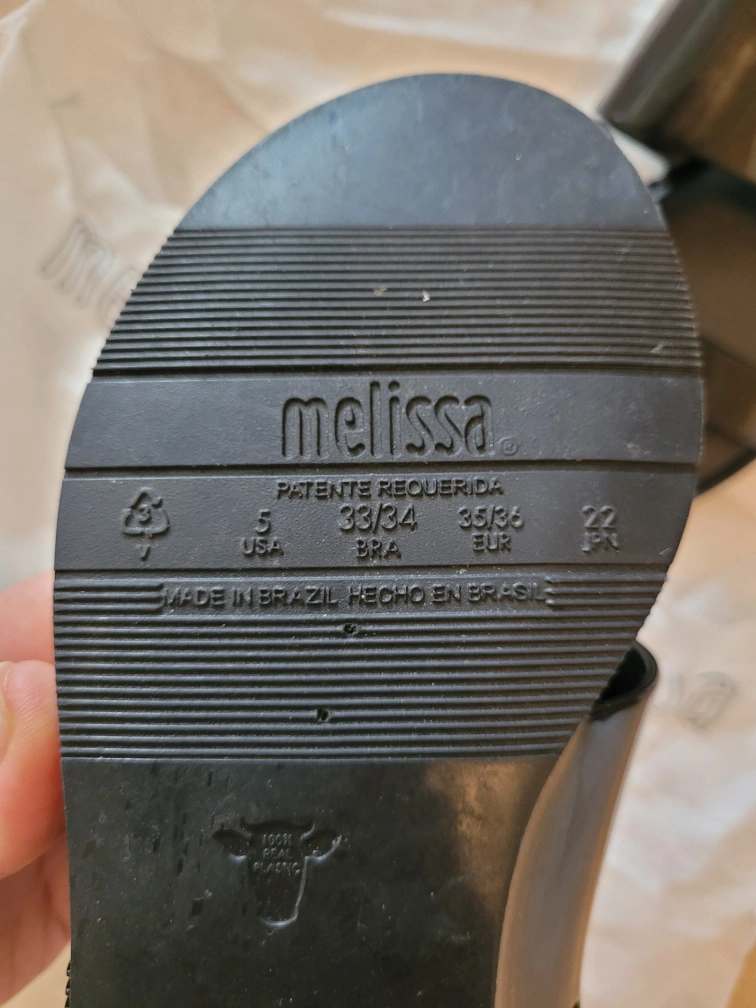 melissa®
PATENTE REQUERIDA
3 5 33/34 35/36 22
V USA BRA EUR JPN
MADE IN BRAZIL HECHO EN BRASIL
100%
REAL
PLASTIC